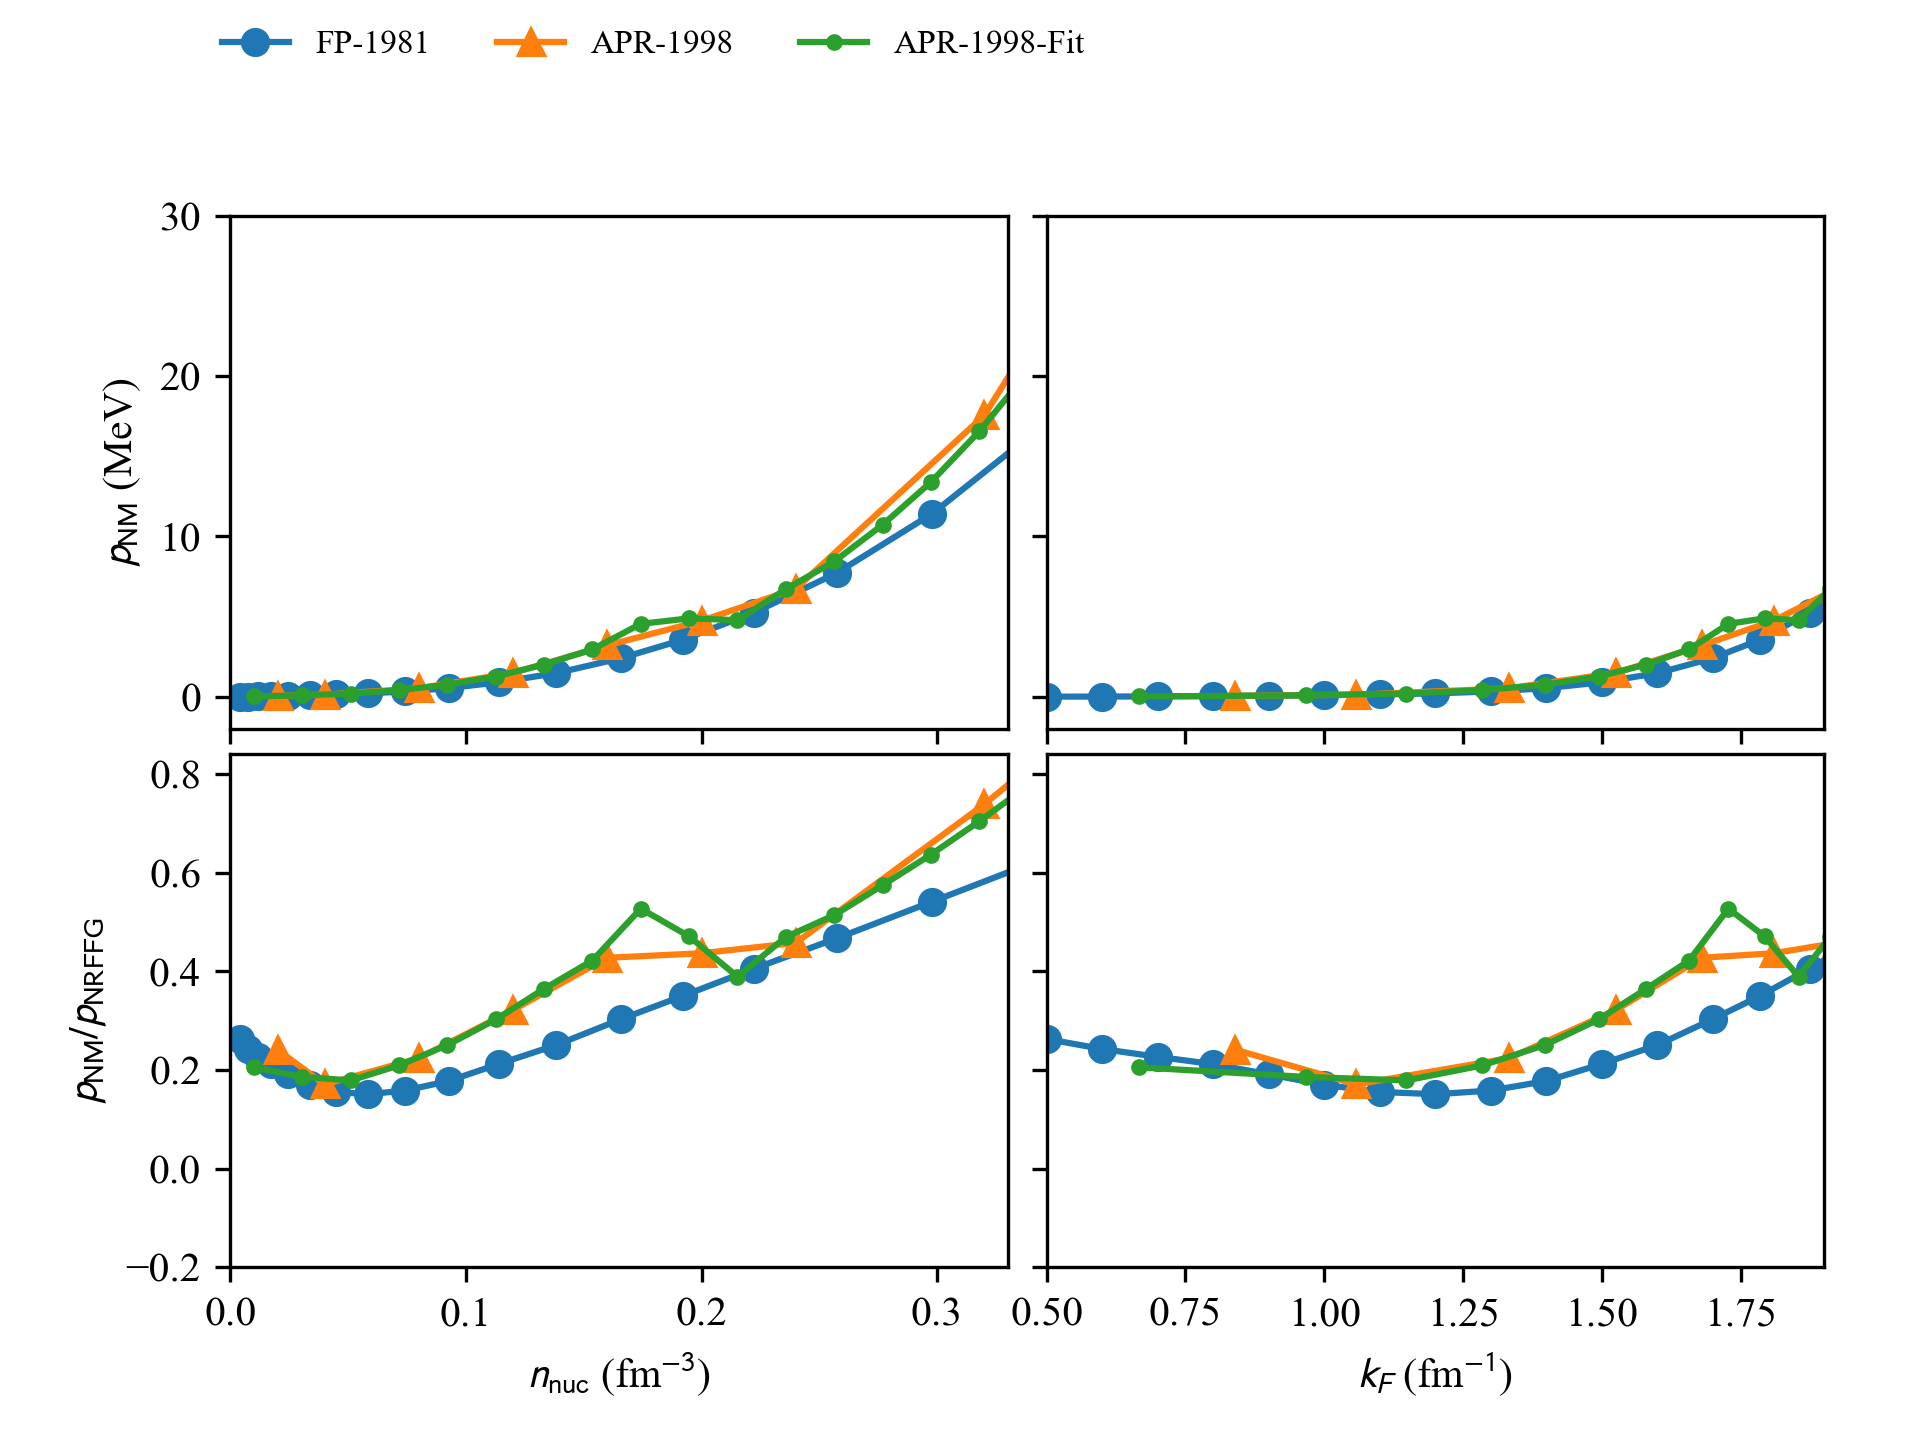 FP-1981 APR-1998 APR-1998-Fit
30
20
10
0
p_NM (MeV)
0.8
0.6
0.4
0.2
0.0
−0.2
p_NM/p_NRFFG
0.0 0.1 0.2 0.3
0.50 0.75 1.00 1.25 1.50 1.75
n_nuc (fm⁻³)
k_F (fm⁻¹)